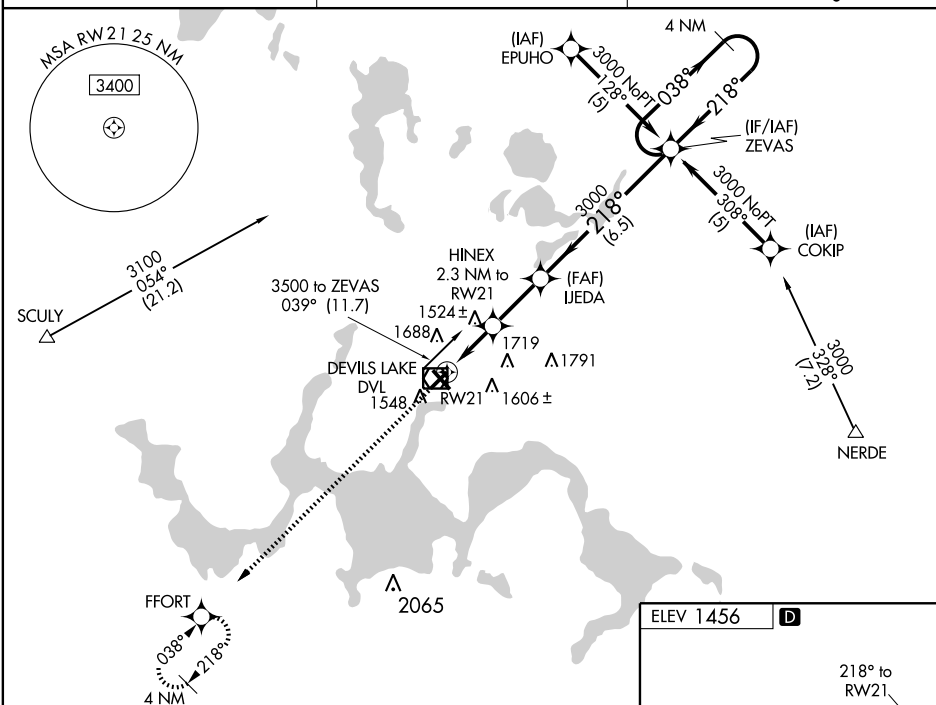 MSA RW21 25 NM
3400
4 NM
(IAF)
EPUHO
3000 NoPT
128°
(5)
038°
218°
(IF/IAF)
ZEVAS
3000 NoPT
308°
(5)
(IAF)
COKIP
3000
218°
(6.5)
HINEX
2.3 NM to
RW21
(FAF)
IJEDA
3100
054°
(21.2)
SCULY
3500 to ZEVAS
039° (11.7)
1524±
1688
1719
1791
DEVILS LAKE
DVL
1548
RW21
1606±
3000
328°
(7.2)
NERDE
2065
FFORT
038°
218°
4 NM
ELEV 1456
D
218° to
RW21